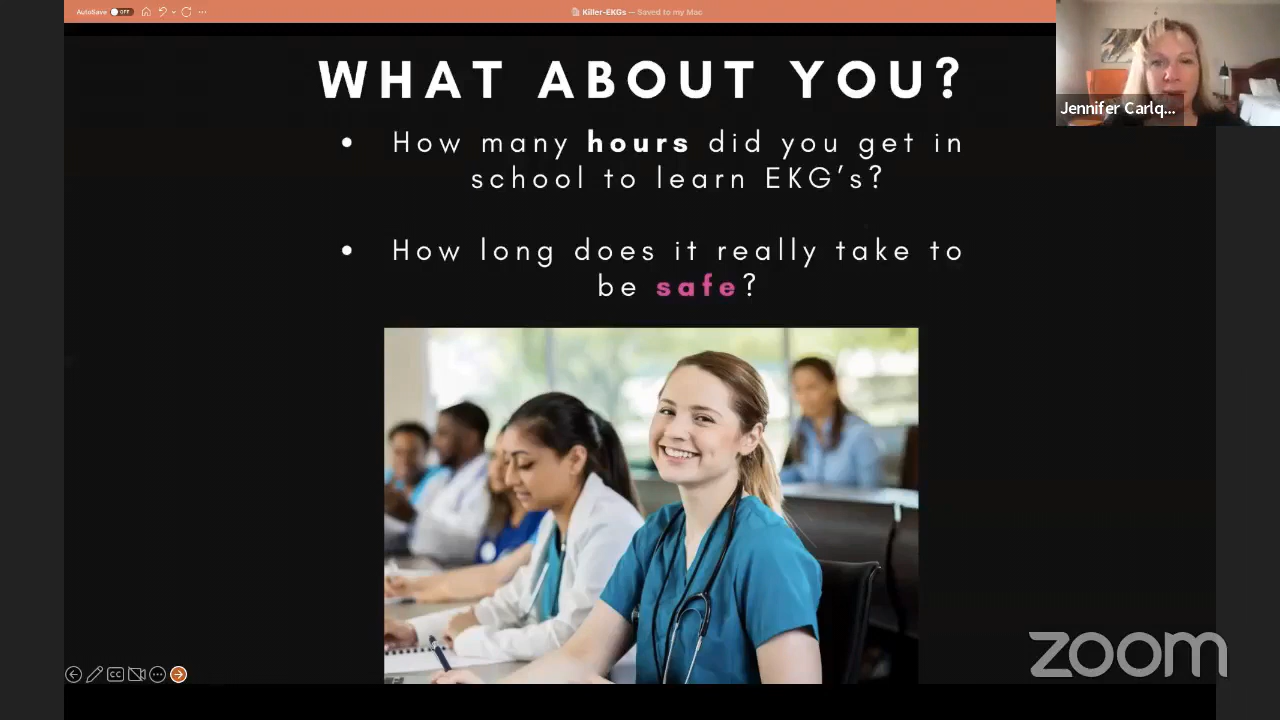 AutoSave OFF
Killer-EKGs — Saved to my Mac
WHAT ABOUT YOU?
• How many hours did you get in
school to learn EKG's?
• How long does it really take to
be safe?
Jennifer Carlq...
CC
zoom